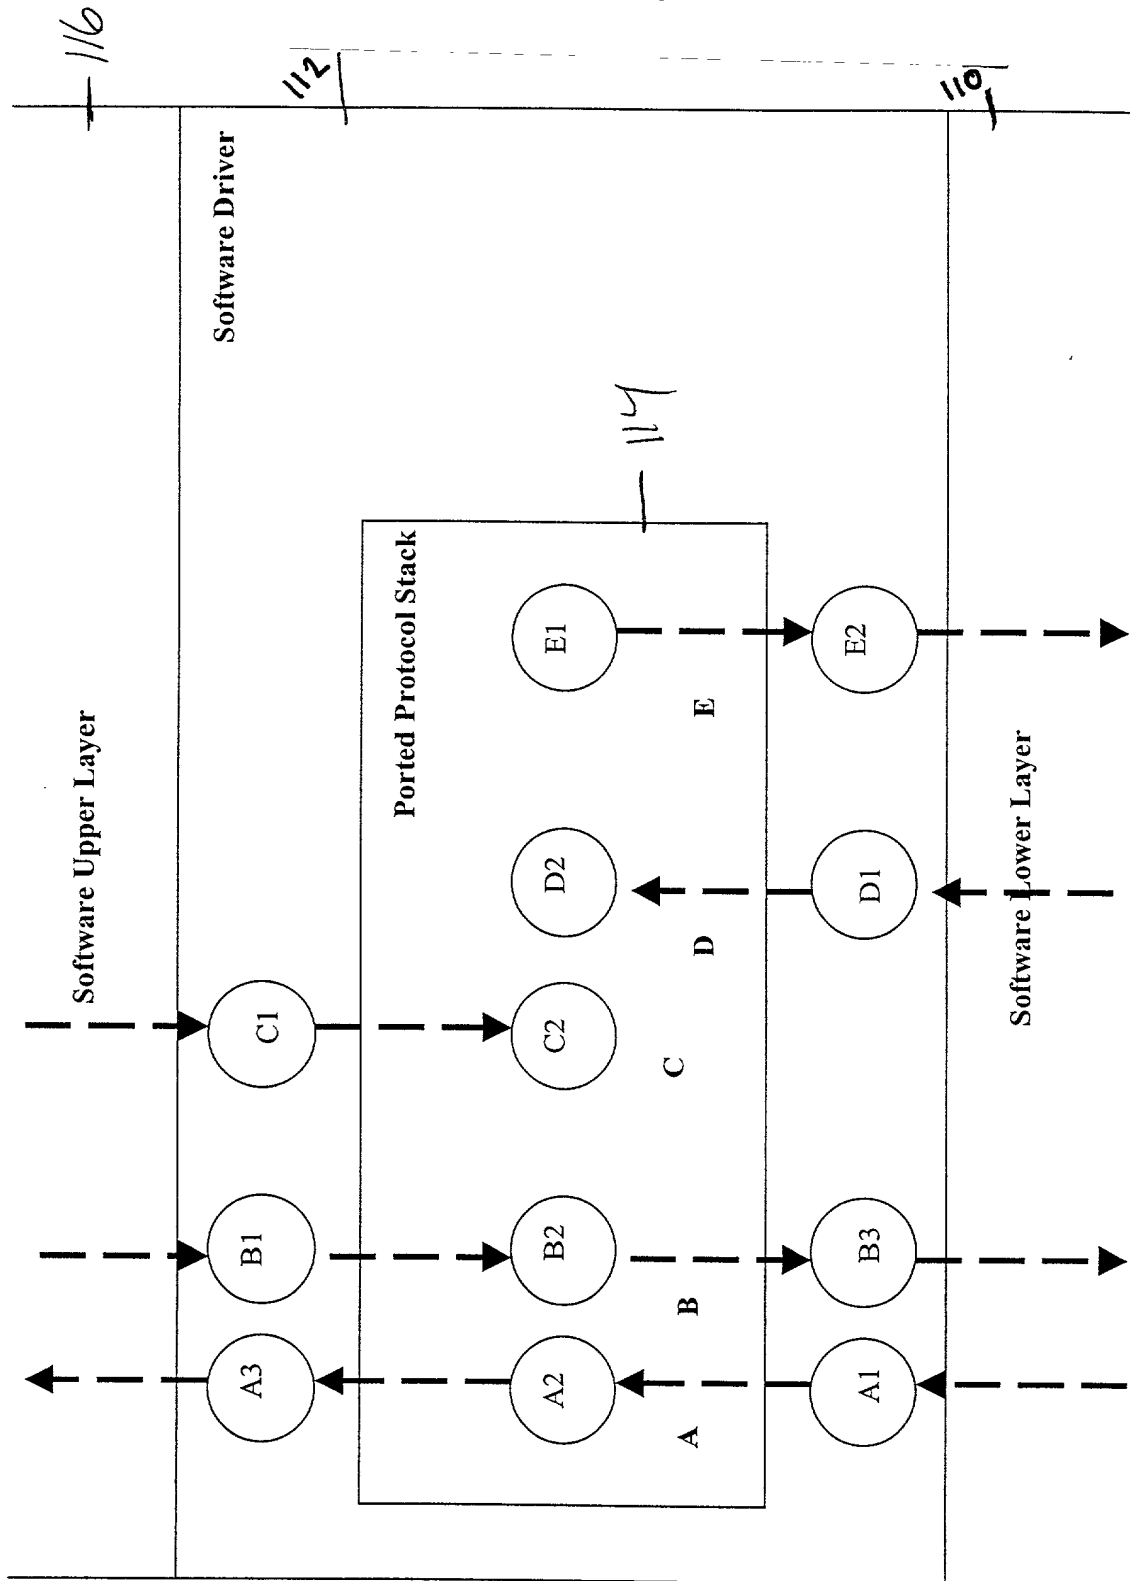 116
Software Upper Layer
112
Software Driver
114
Ported Protocol Stack
A3
B1
C1
A2
B2
C2
D2
E1
A
B
C
D
E
A1
B3
D1
E2
110
Software Lower Layer